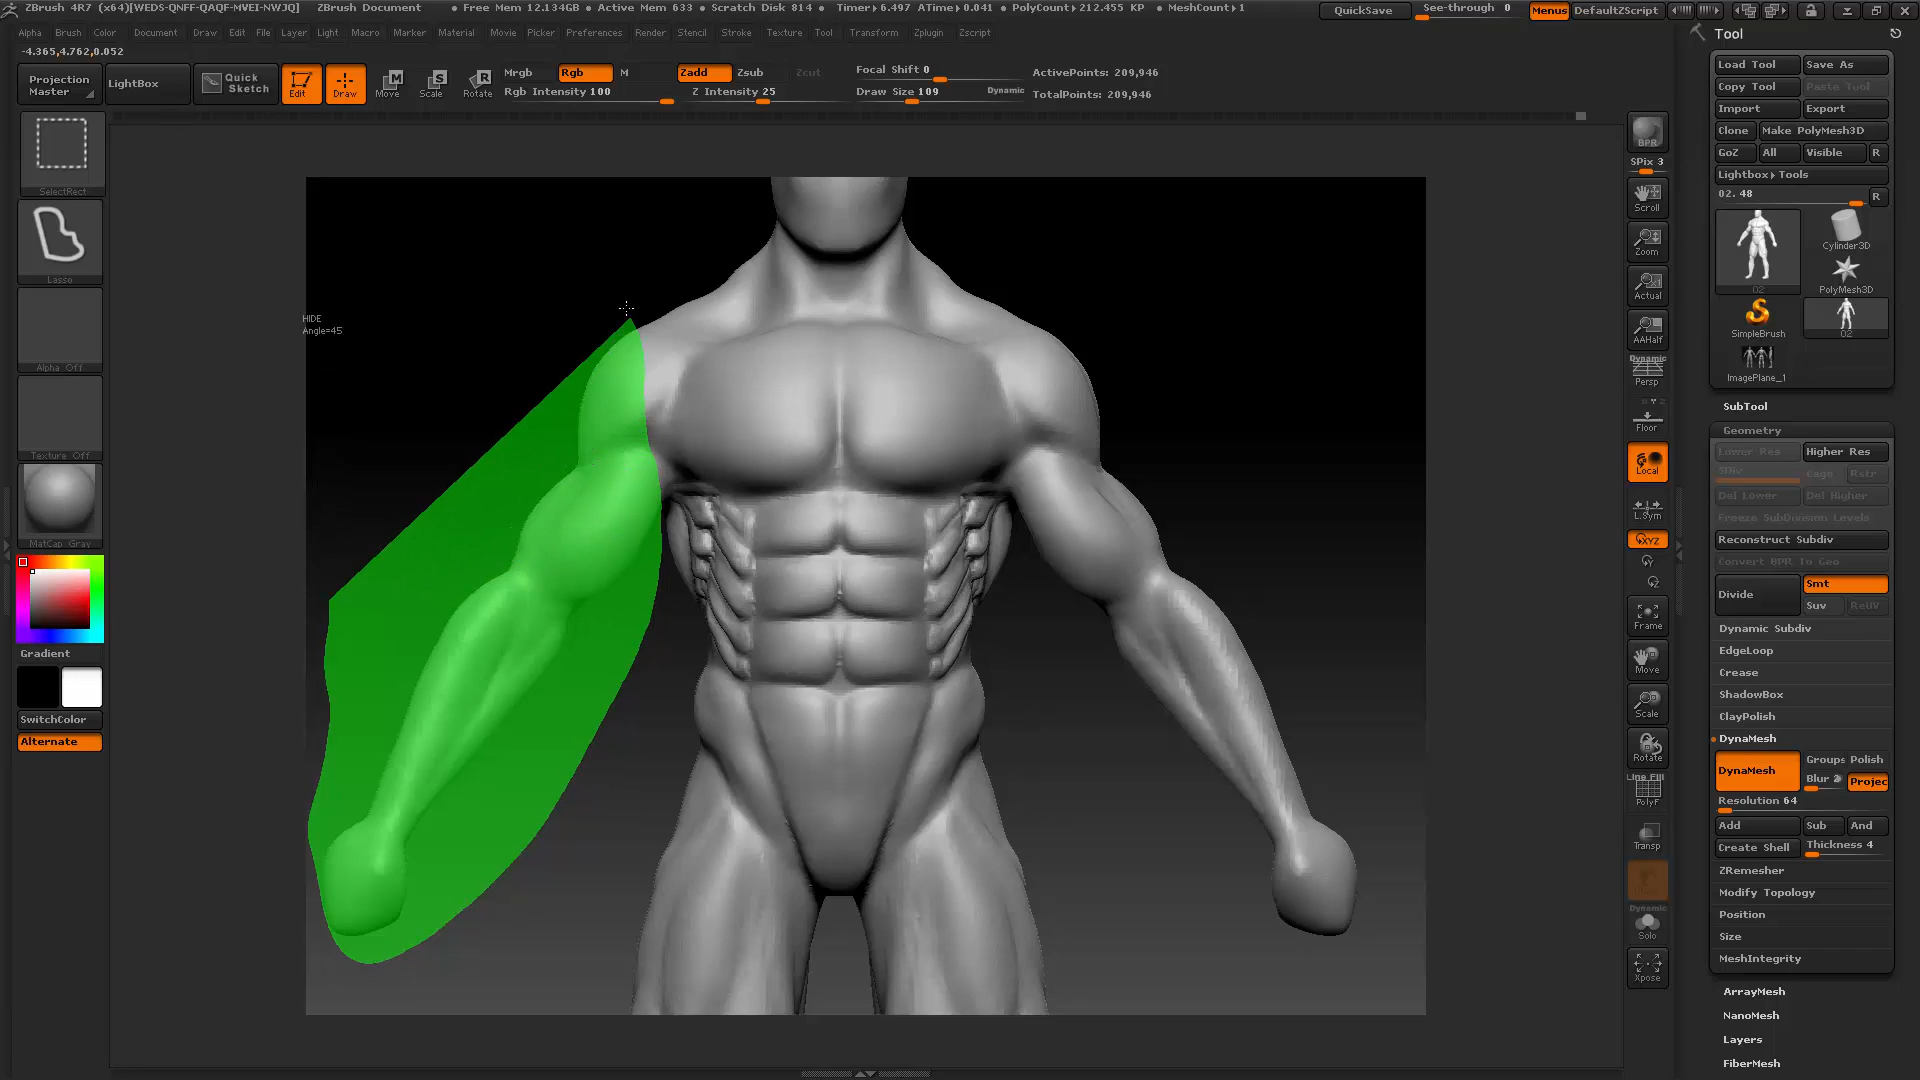 ZBrush 4R7 (x64)[WEDS-QNFF-QAQF-MVEI-NWJQ] ZBrush Document • Free Mem 12.134GB • Active Mem 633 • Scratch Disk 814 • Timer▸6.497 ATime▸0.041 • PolyCount▸212.455 KP • MeshCount▸1 QuickSave See-through 0 Menus DefaultZScript
Alpha Brush Color Document Draw Edit File Layer Light Macro Marker Material Movie Picker Preferences Render Stencil Stroke Texture Tool Transform Zplugin Zscript
-4.365,4.762,0.052
Projection Master
LightBox
Quick Sketch
Edit
Draw
Move
Scale
Rotate
Mrgb Rgb M
Rgb Intensity 100
Zadd Zsub Zcut
Z Intensity 25
Focal Shift 0
Draw Size 109 Dynamic
ActivePoints: 209,946
TotalPoints: 209,946
SelectRect
Lasso
Alpha Off
Texture Off
MatCap Gray
Gradient
SwitchColor
Alternate
HIDE
Angle=45
BPR
SPix 3
Scroll
Zoom
Actual
AAHalf
Dynamic
Persp
Floor
Local
L.Sym
XYZ
Frame
Move
Scale
Rotate
Line Fill
PolyF
Transp
Dynamic
Solo
Xpose
Tool
Load Tool Save As
Copy Tool Paste Tool
Import Export
Clone Make PolyMesh3D
GoZ All Visible R
Lightbox▸Tools
02. 48 R
02
Cylinder3D
PolyMesh3D
SimpleBrush
02
ImagePlane_1
SubTool
Geometry
Lower Res Higher Res
SDiv Cage Rstr
Del Lower Del Higher
Freeze SubDivision Levels
Reconstruct Subdiv
Convert BPR To Geo
Divide Smt
Suv ReUV
Dynamic Subdiv
EdgeLoop
Crease
ShadowBox
ClayPolish
DynaMesh
DynaMesh Groups Polish
Blur 2 Projec
Resolution 64
Add Sub And
Create Shell Thickness 4
ZRemesher
Modify Topology
Position
Size
MeshIntegrity
ArrayMesh
NanoMesh
Layers
FiberMesh